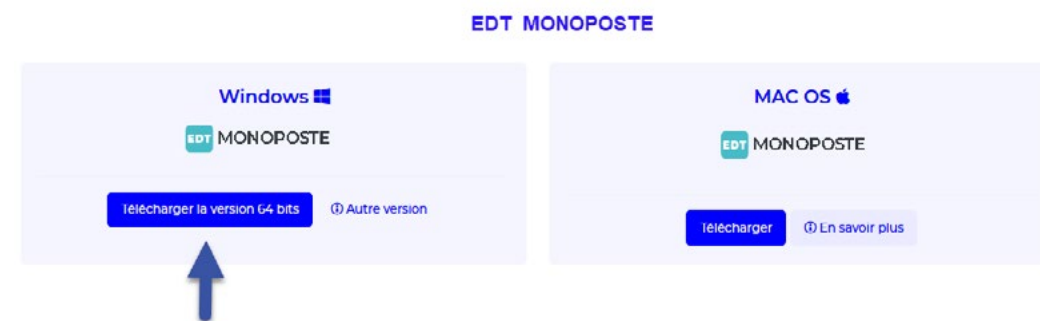 EDT MONOPOSTE
Windows
EDT MONOPOSTE
Télécharger la version 64 bits
Autre version
MAC OS
EDT MONOPOSTE
Télécharger
En savoir plus